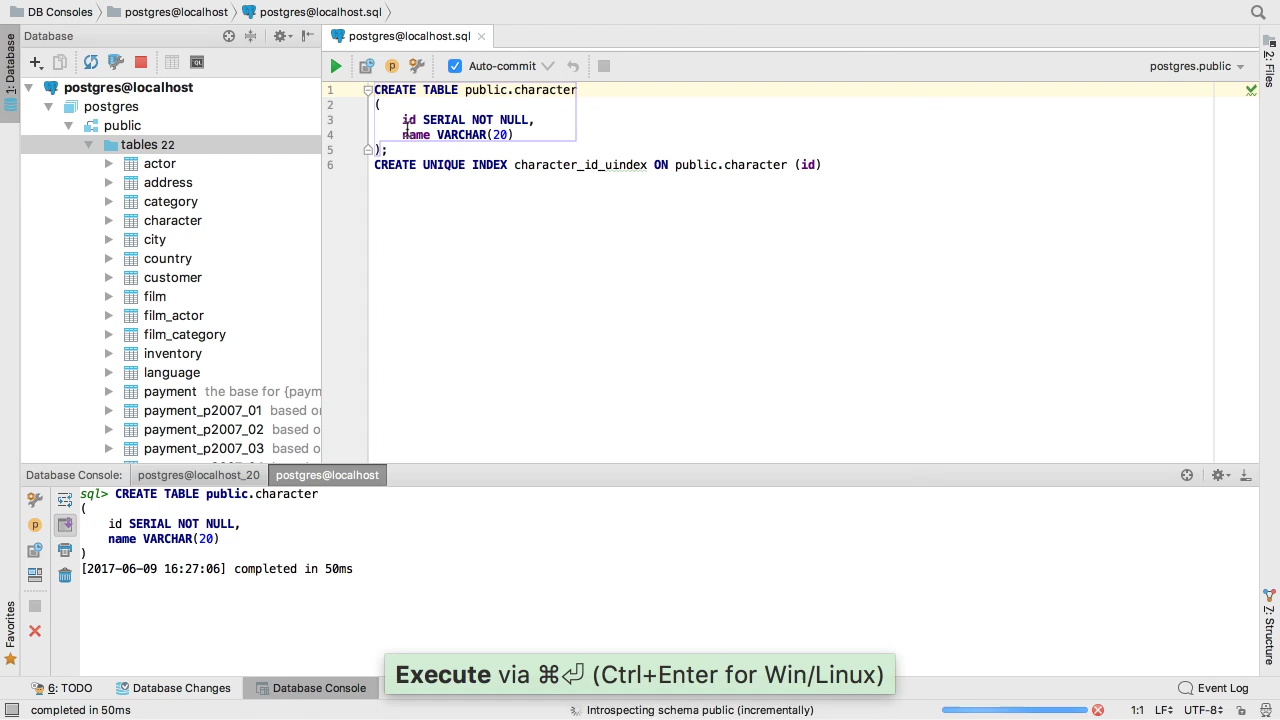 DB Consoles postgres@localhost postgres@localhost.sql
1: Database
Database
postgres@localhost.sql
2: Files
Auto-commit
postgres.public
postgres@localhost
postgres
public
tables 22
actor
address
category
character
city
country
customer
film
film_actor
film_category
inventory
language
payment the base for {paym
payment_p2007_01 based on
payment_p2007_02 based o
payment_p2007_03 based o
1 CREATE TABLE public.character
2 (
3 id SERIAL NOT NULL,
4 name VARCHAR(20)
5 );
6 CREATE UNIQUE INDEX character_id_uindex ON public.character (id)
Database Console: postgres@localhost_20 postgres@localhost
sql> CREATE TABLE public.character
(
id SERIAL NOT NULL,
name VARCHAR(20)
)
[2017-06-09 16:27:06] completed in 50ms
Favorites
Z: Structure
Execute via ⌘⏎ (Ctrl+Enter for Win/Linux)
6: TODO Database Changes Database Console Event Log
completed in 50ms Introspecting schema public (incrementally) 1:1 LF÷ UTF-8÷